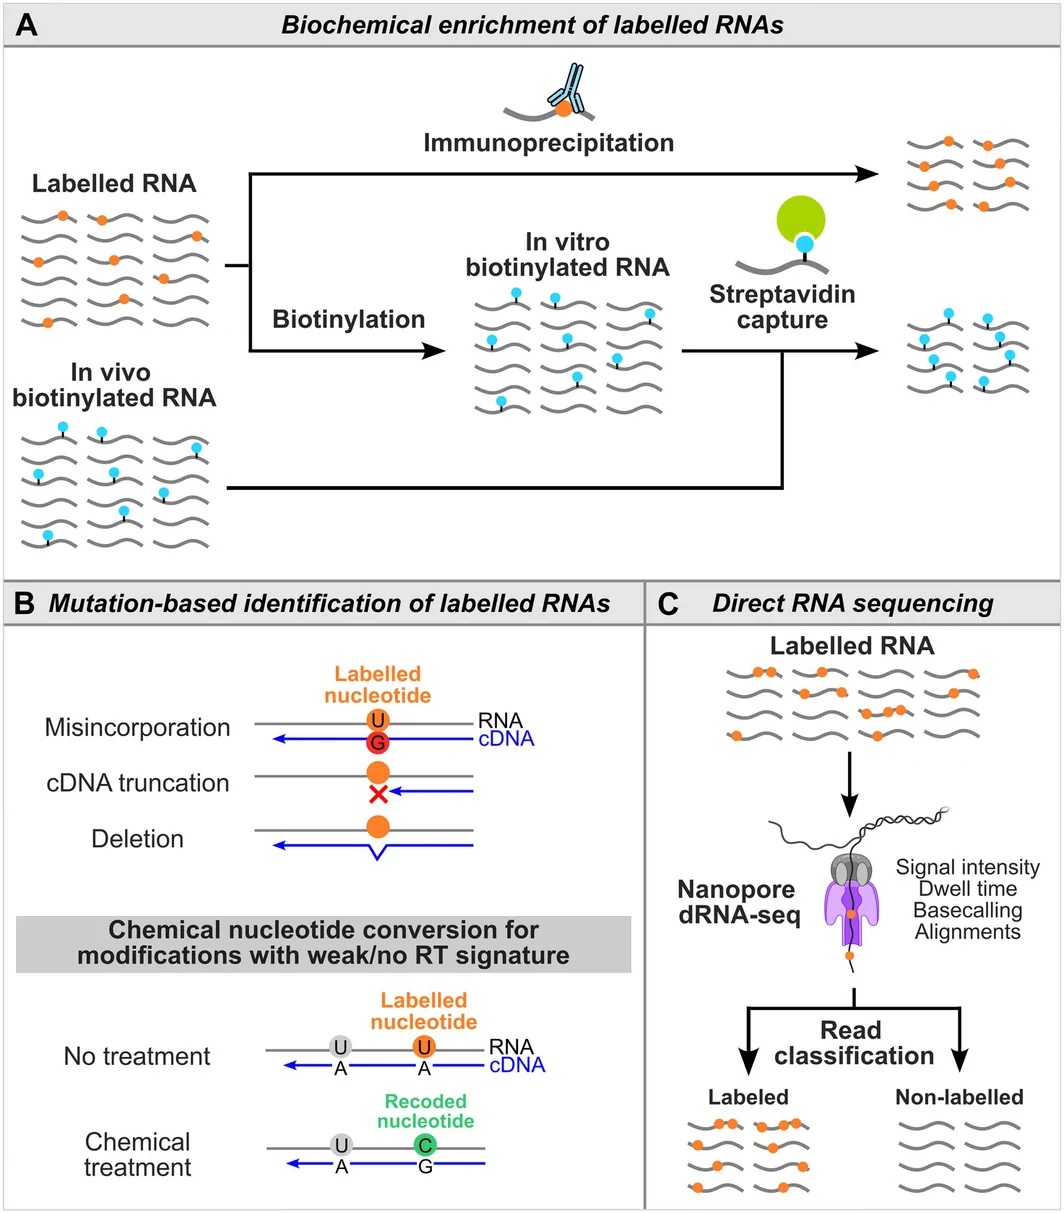 A
Biochemical enrichment of labelled RNAs
Immunoprecipitation
Labelled RNA
In vitro
biotinylated RNA
Streptavidin
capture
Biotinylation
In vivo
biotinylated RNA
B
Mutation-based identification of labelled RNAs
Labelled
nucleotide
Misincorporation
U
RNA
G
cDNA
cDNA truncation
Deletion
Chemical nucleotide conversion for
modifications with weak/no RT signature
Labelled
nucleotide
No treatment
U
U
RNA
A
A
cDNA
Recoded
nucleotide
Chemical
treatment
U
C
A
G
C
Direct RNA sequencing
Labelled RNA
Nanopore
dRNA-seq
Signal intensity
Dwell time
Basecalling
Alignments
Read
classification
Labeled
Non-labelled